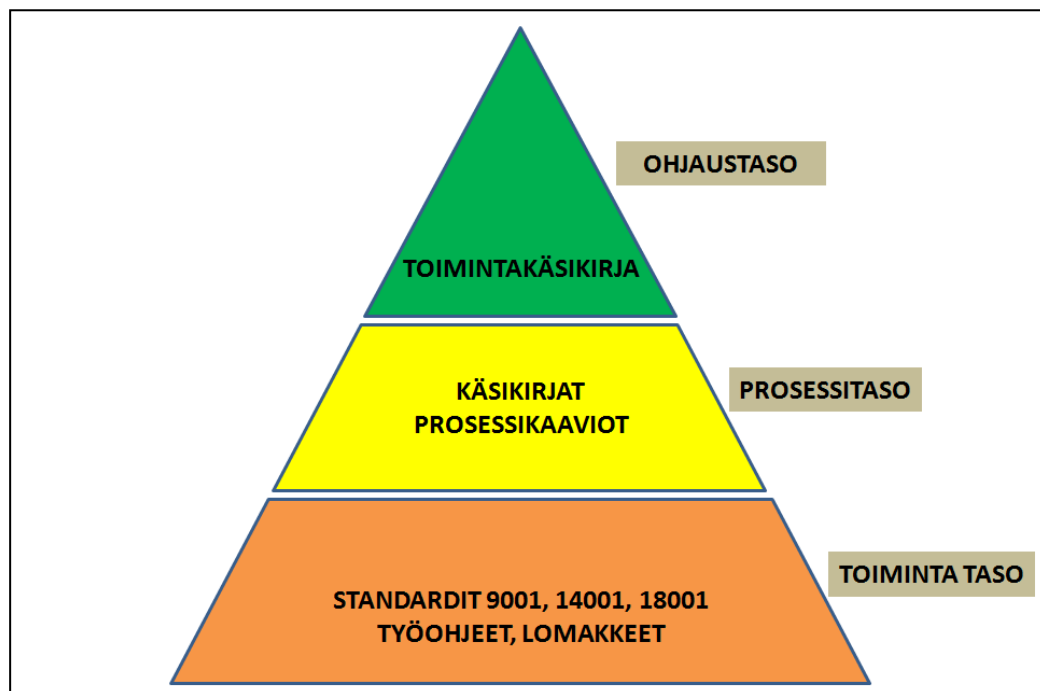 OHJAUSTASO
TOIMINTAKÄSIKIRJA
KÄSIKIRJAT
PROSESSIKAAVIOT
PROSESSITASO
TOIMINTA TASO
STANDARDIT 9001, 14001, 18001
TYÖOHJEET, LOMAKKEET